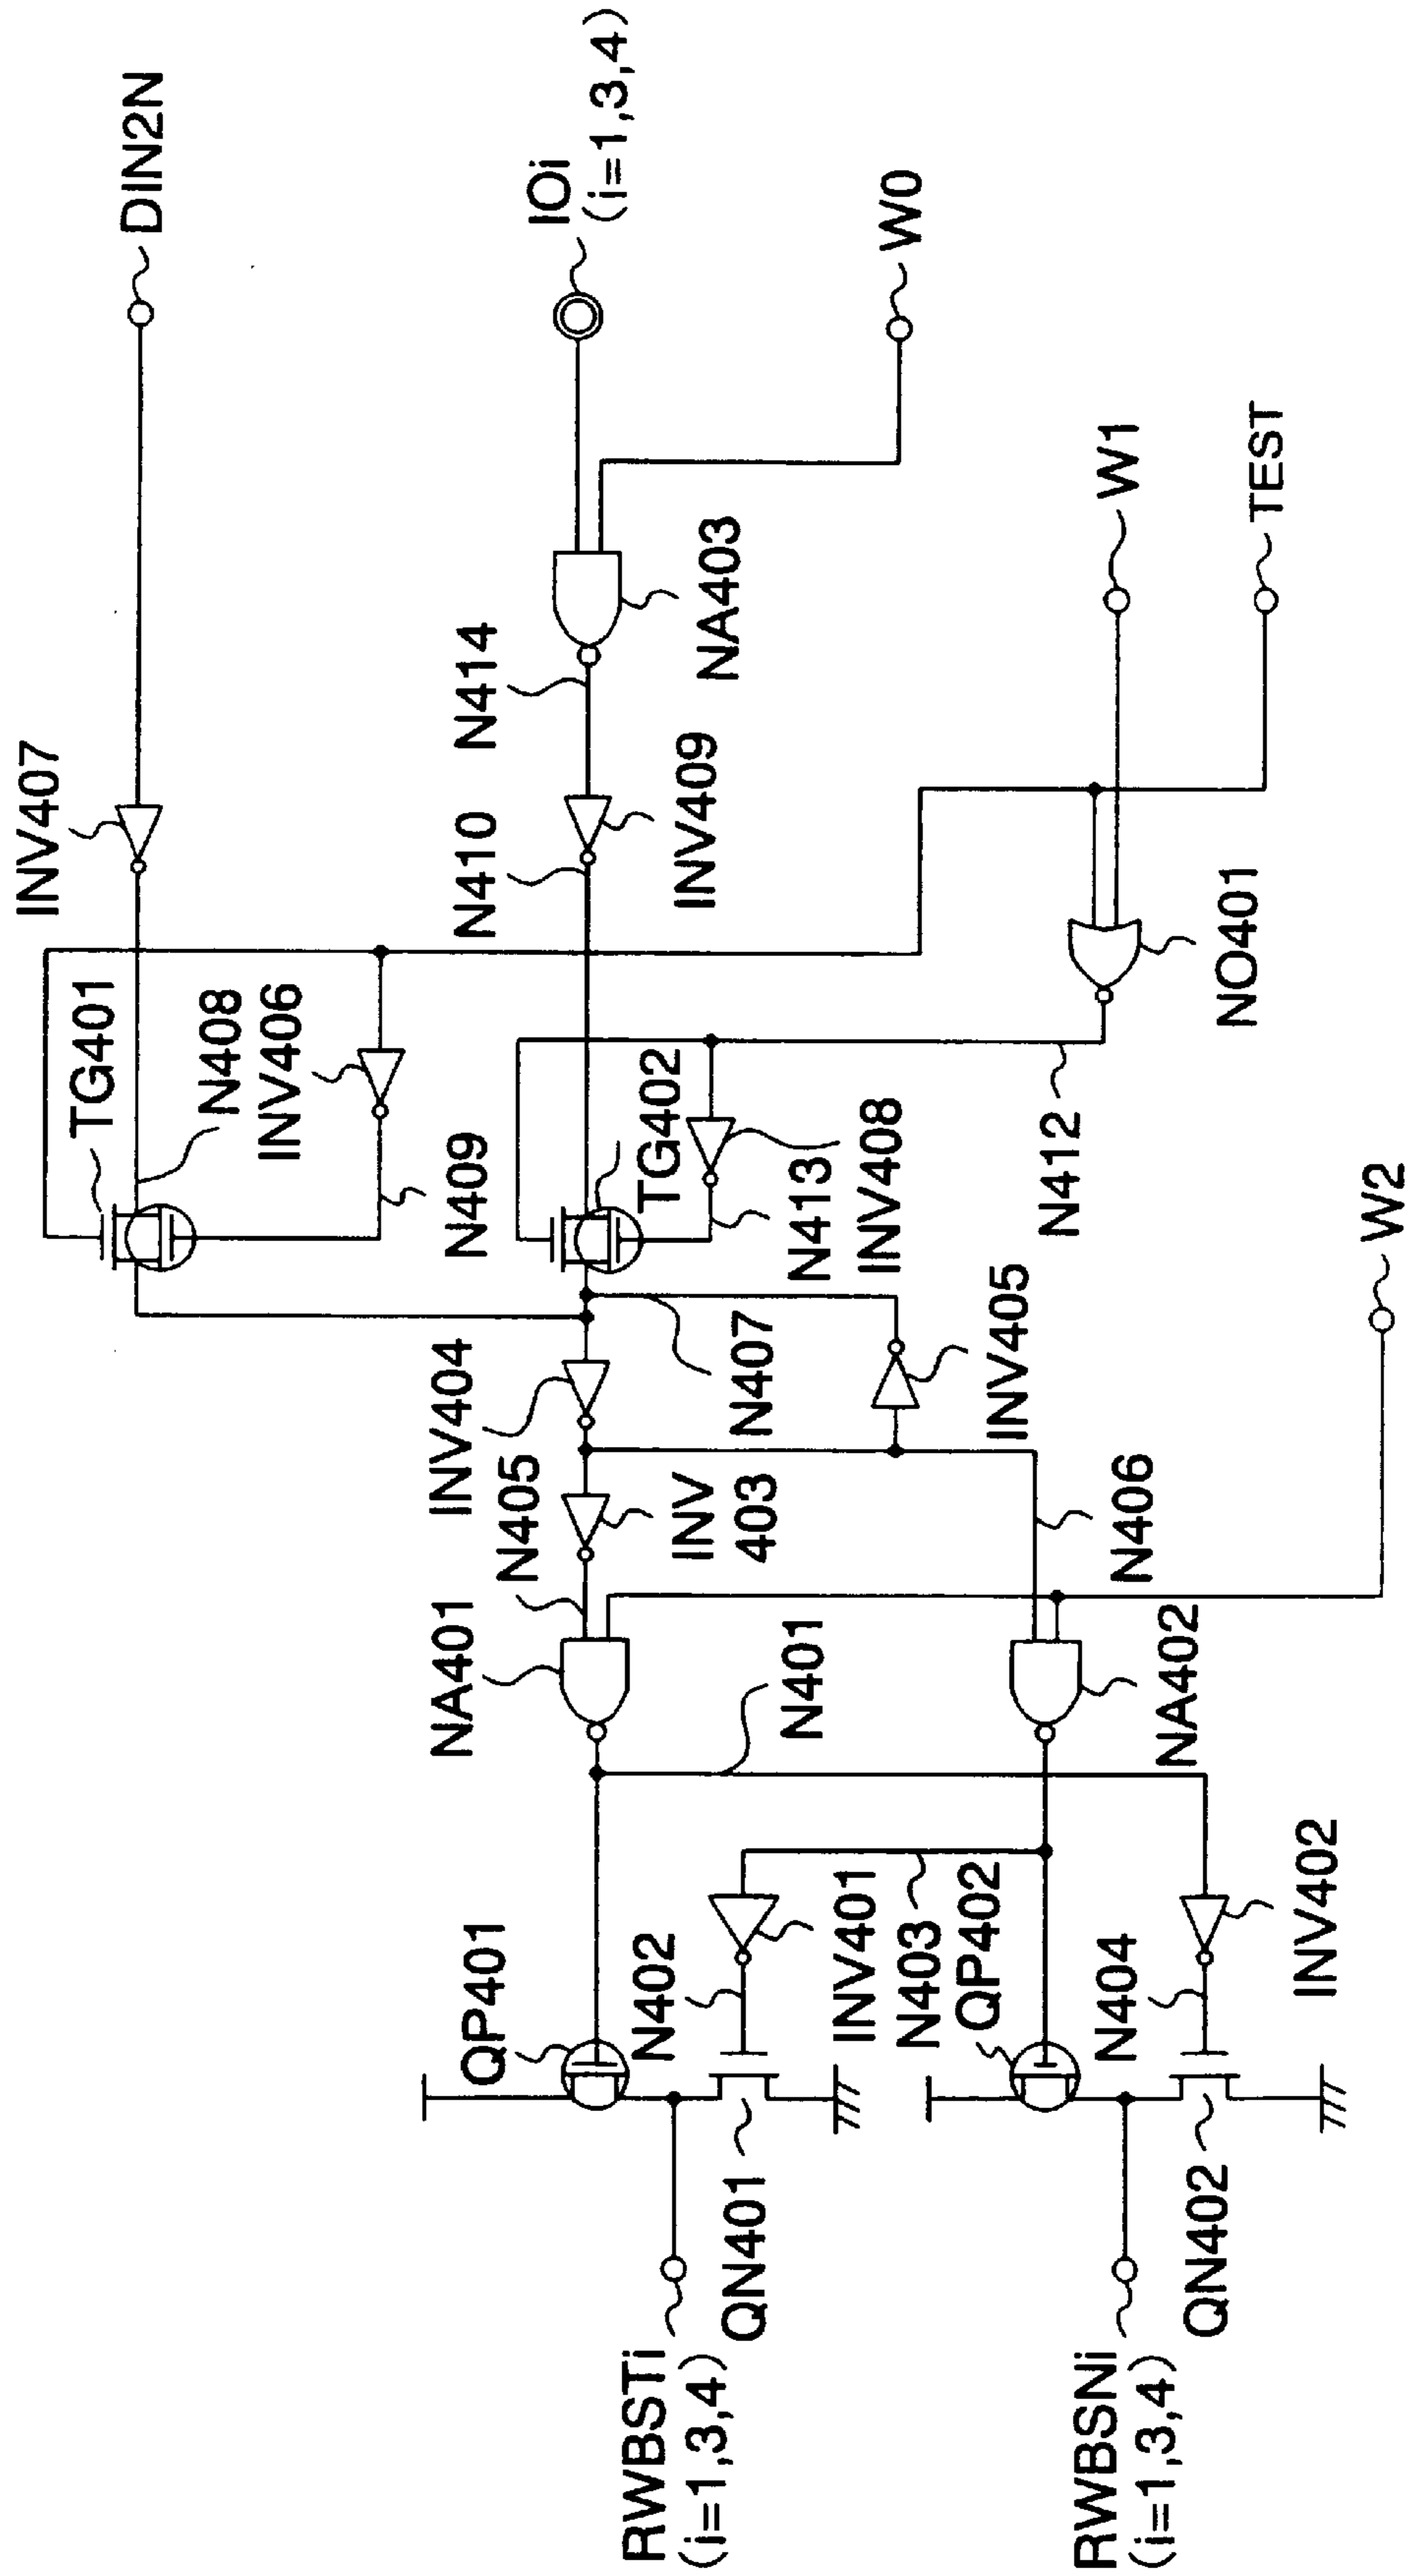 DIN2N
IOi
(i=1,3,4)
W0
W1
TEST
W2
INV407
N414
NA403
N410
INV409
NO401
TG401
N408
INV406
N409
TG402
N413
INV408
N412
INV404
N407
INV405
N405
INV
403
N406
NA401
N401
NA402
QP401
N402
INV401
N403
QP402
N404
INV402
QN401
QN402
RWBSTi
(i=1,3,4)
RWBSNi
(i=1,3,4)